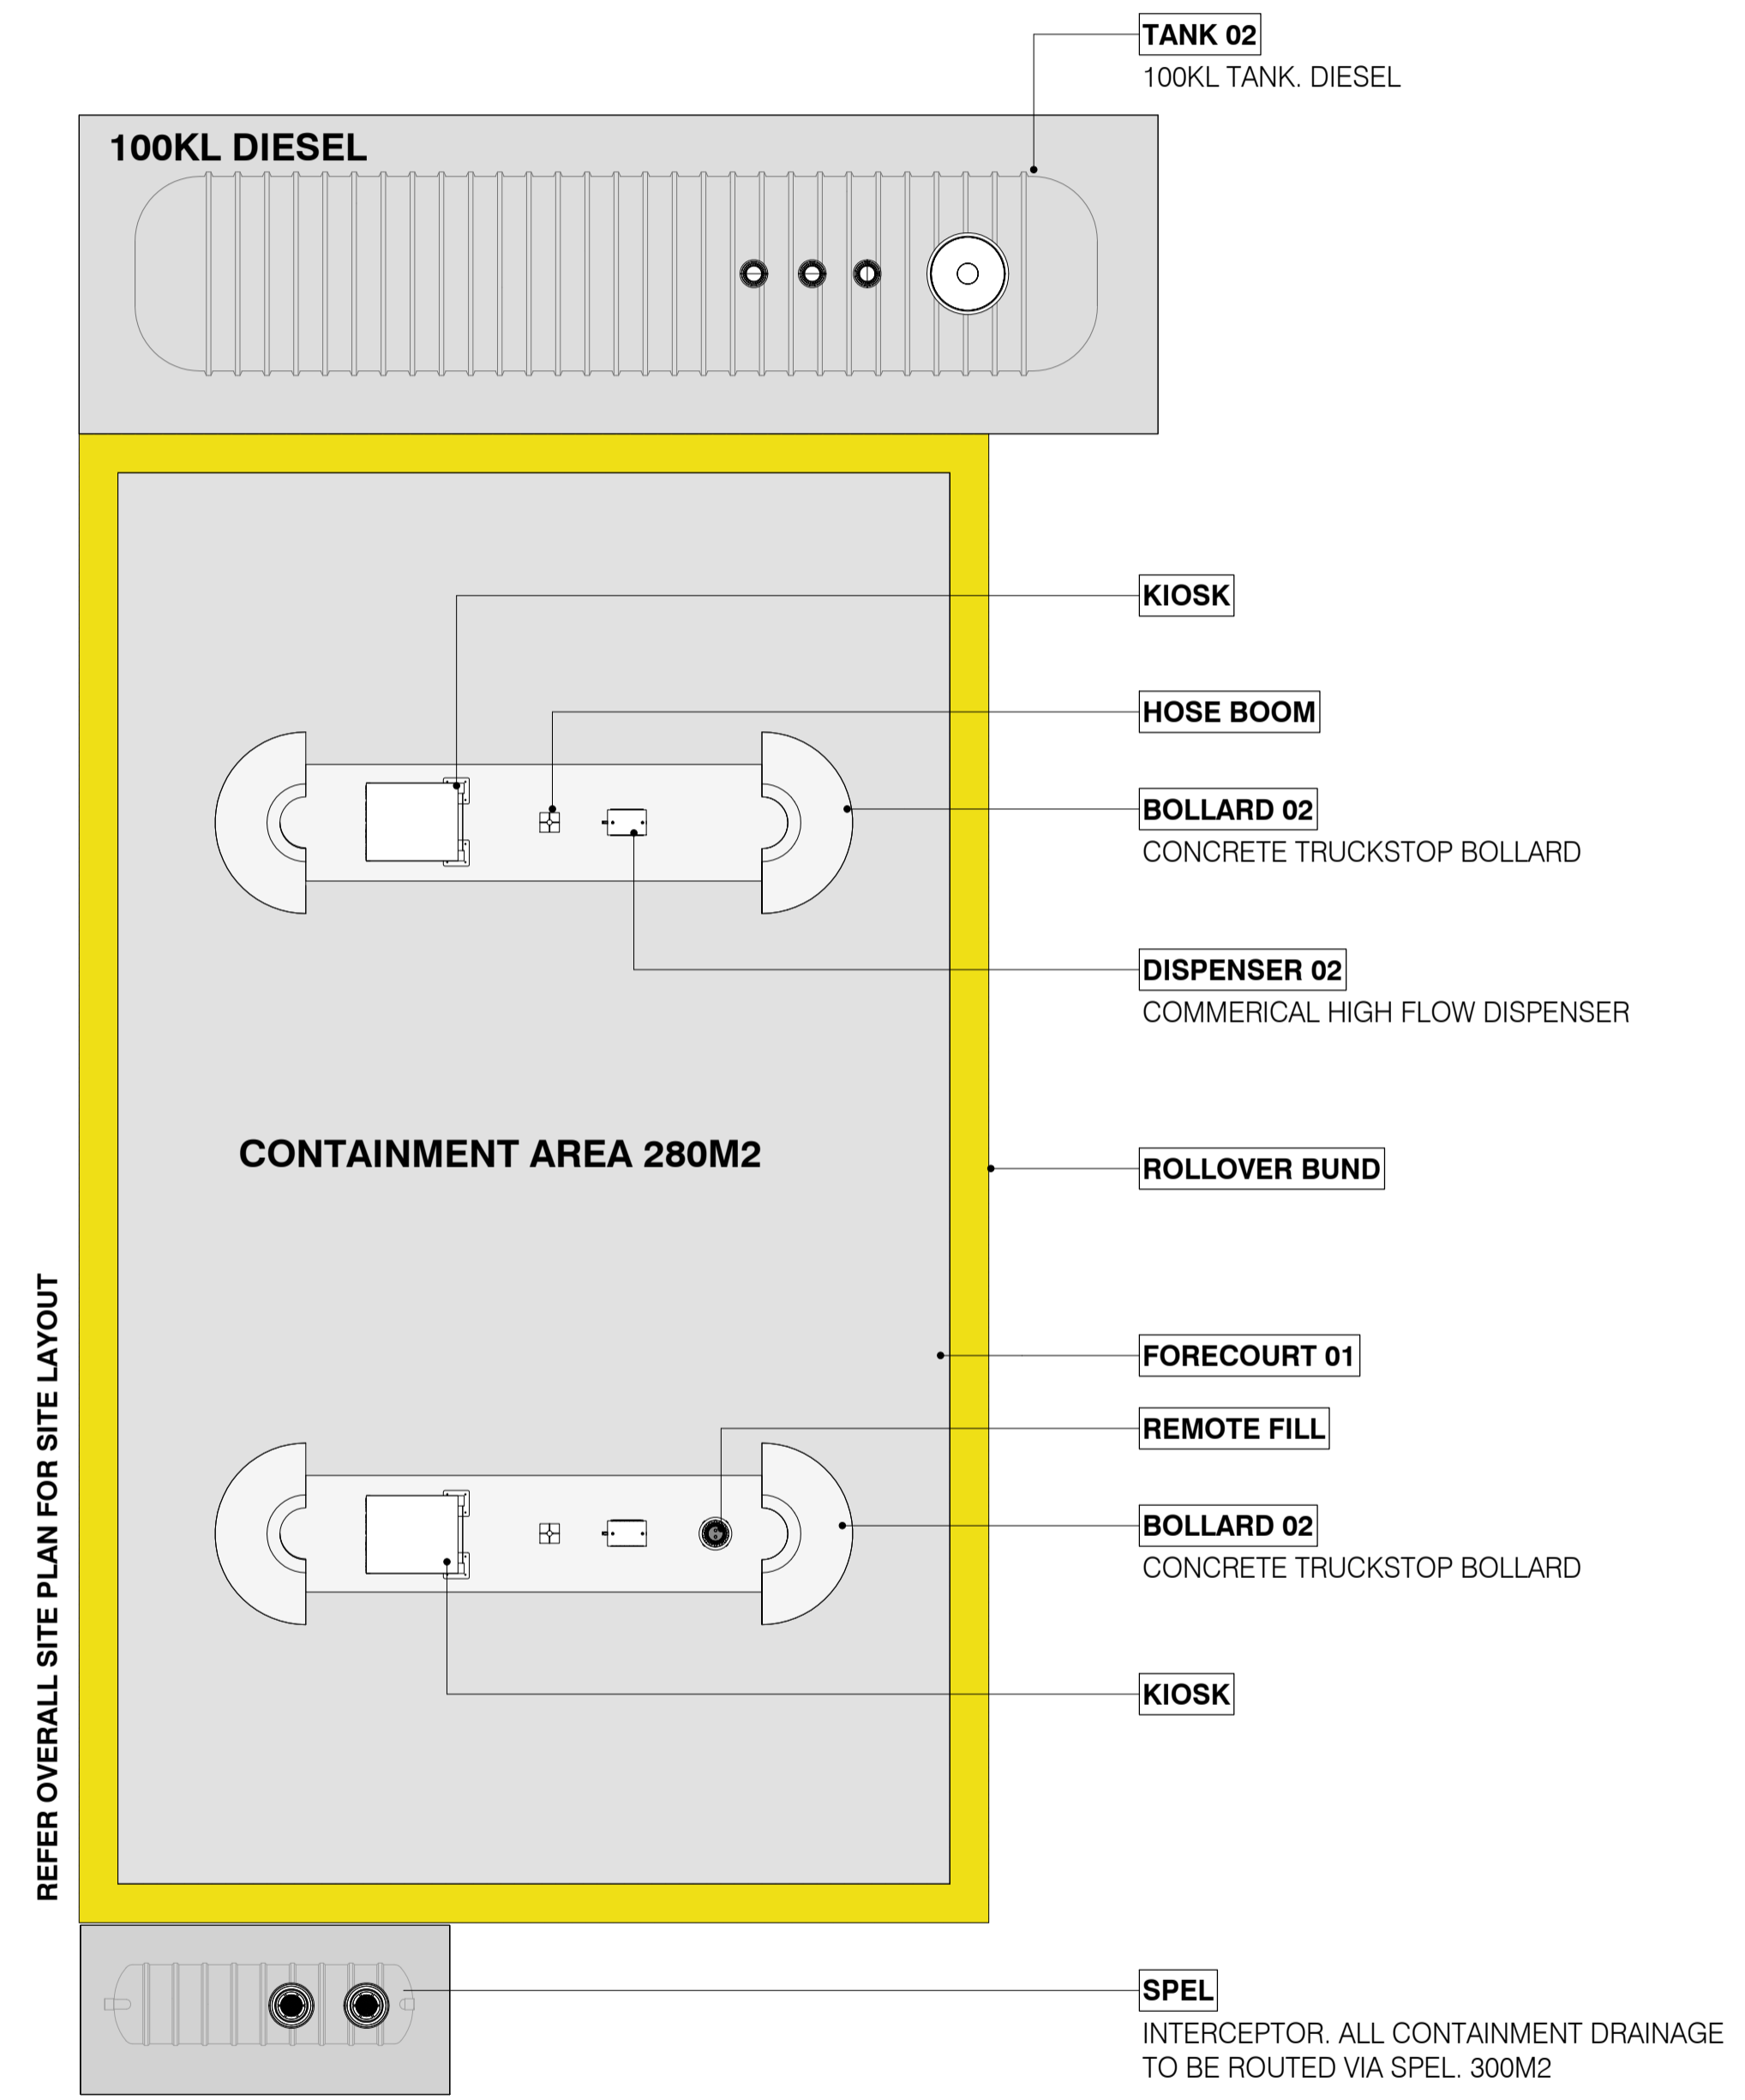 TANK 02
100KL TANK. DIESEL
100KL DIESEL
KIOSK
HOSE BOOM
BOLLARD 02
CONCRETE TRUCKSTOP BOLLARD
DISPENSER 02
COMMERICAL HIGH FLOW DISPENSER
CONTAINMENT AREA 280M2
ROLLOVER BUND
REFER OVERALL SITE PLAN FOR SITE LAYOUT
FORECOURT 01
REMOTE FILL
BOLLARD 02
CONCRETE TRUCKSTOP BOLLARD
KIOSK
SPEL
INTERCEPTOR. ALL CONTAINMENT DRAINAGE
TO BE ROUTED VIA SPEL. 300M2